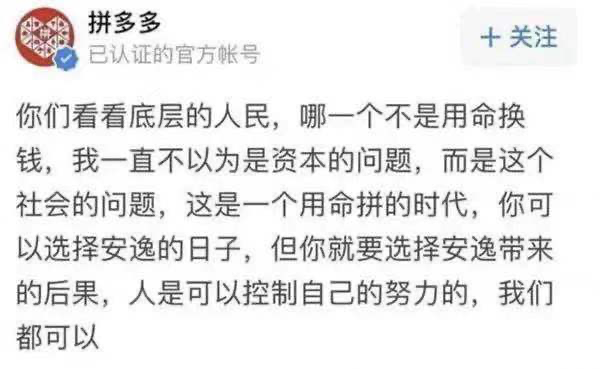 拼
拼多多
已认证的官方帐号
+ 关注
你们看看底层的人民，哪一个不是用命换
钱，我一直不以为是资本的问题，而是这个
社会的问题，这是一个用命拼的时代，你可
以选择安逸的日子，但你就要选择安逸带来
的后果，人是可以控制自己的努力的，我们
都可以